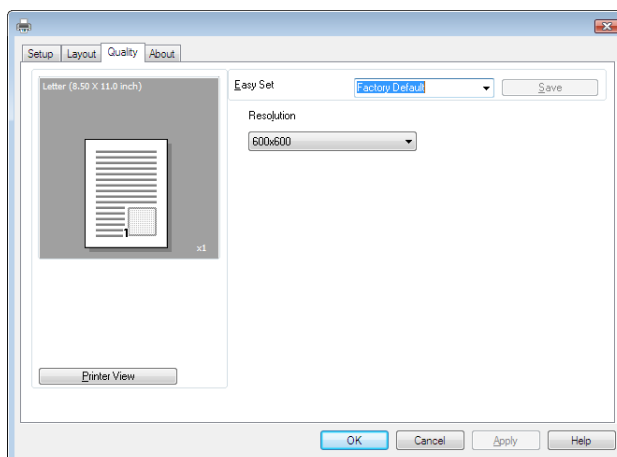 Setup Layout Quality About
Letter (8.50 X 11.0 inch)
1
x1
Printer View
Easy Set Factory Default Save
Resolution
600x600
OK Cancel Apply Help